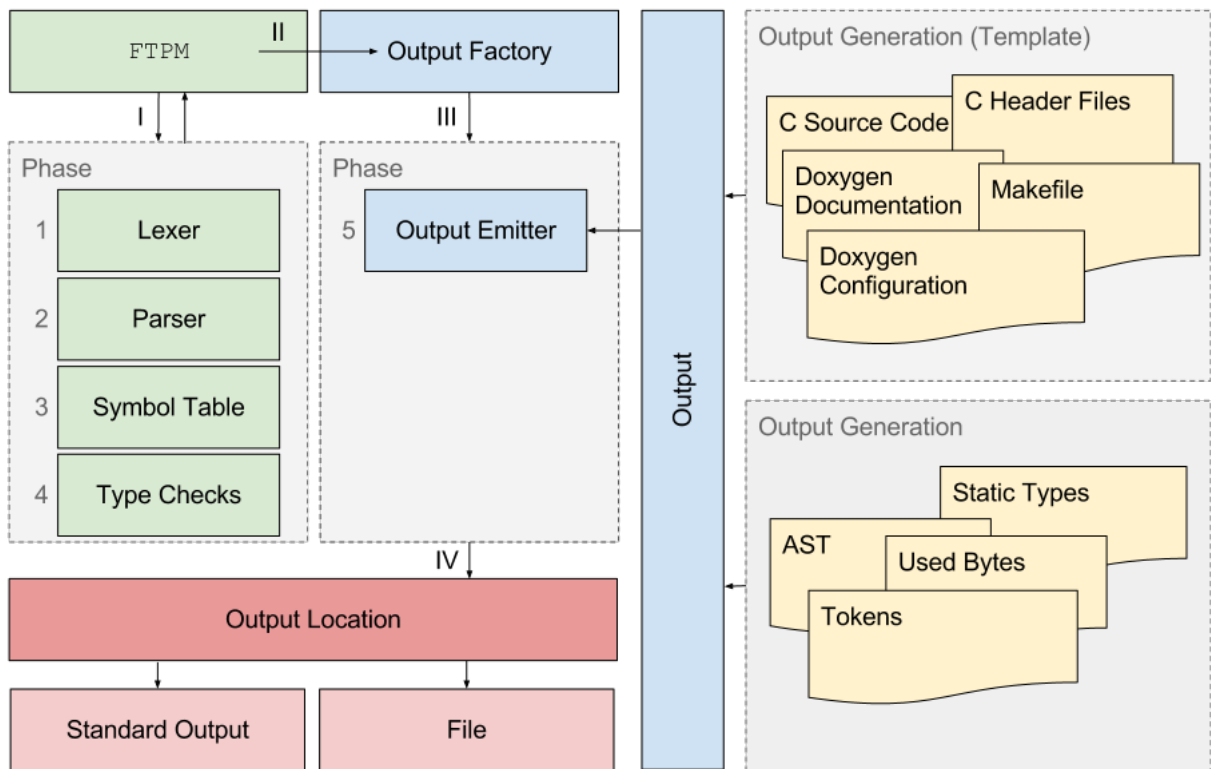 FTPM
II
Output Factory
I
III
Phase
1
Lexer
2
Parser
3
Symbol Table
4
Type Checks
Phase
5
Output Emitter
IV
Output Location
Standard Output
File
Output
Output Generation (Template)
C Header Files
C Source Code
Doxygen
Documentation
Makefile
Doxygen
Configuration
Output Generation
Static Types
AST
Used Bytes
Tokens